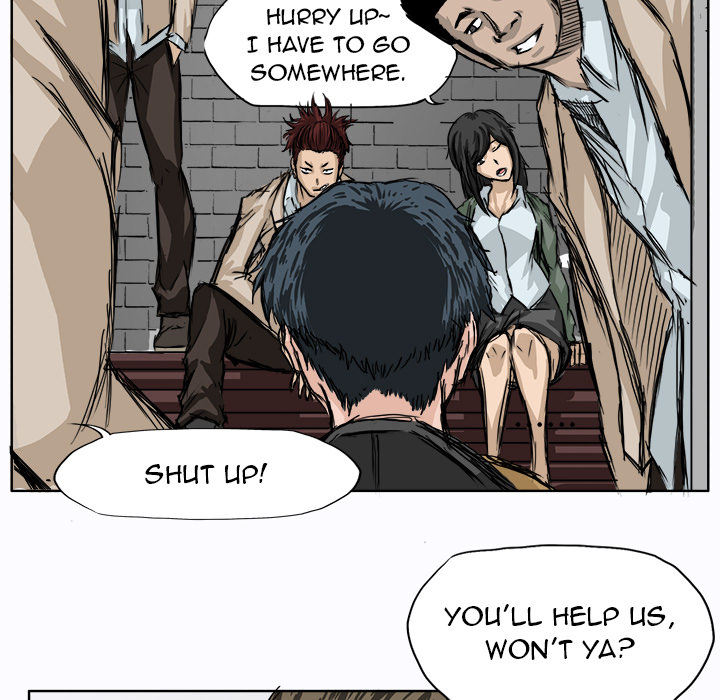 HURRY UP~
I HAVE TO GO
SOMEWHERE.
......
SHUT UP!
YOU'LL HELP US,
WON'T YA?